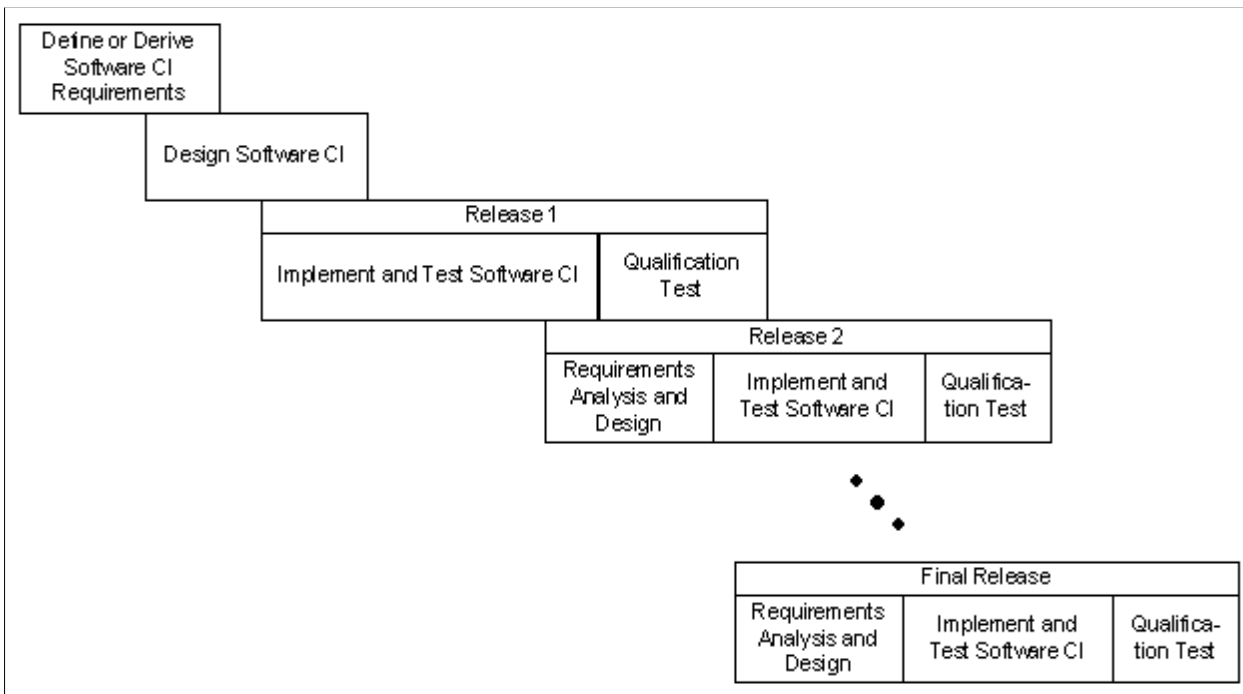 Define or Derive
Software CI
Requirements
Design Software CI
Release 1
Implement and Test Software CI
Qualification
Test
Release 2
Requirements
Analysis and
Design
Implement and
Test Software CI
Qualifica-
tion Test
Final Release
Requirements
Analysis and
Design
Implement and
Test Software CI
Qualifica-
tion Test